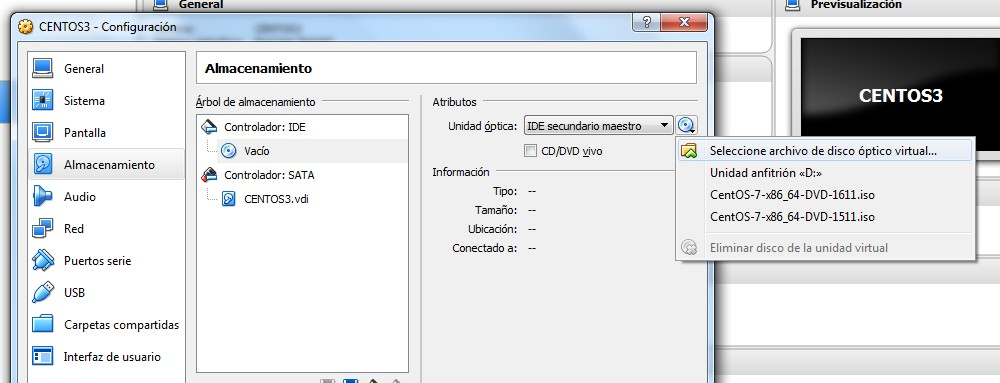 General
Previsualización
CENTOS3 - Configuración
General
Sistema
Pantalla
Almacenamiento
Audio
Red
Puertos serie
USB
Carpetas compartidas
Interfaz de usuario
Almacenamiento
Árbol de almacenamiento
Controlador: IDE
Vacío
Controlador: SATA
CENTOS3.vdi
Atributos
Unidad óptica: IDE secundario maestro
CD/DVD vivo
Información
Tipo: --
Tamaño: --
Ubicación: --
Conectado a: --
Seleccione archivo de disco óptico virtual...
Unidad anfitrión «D:»
CentOS-7-x86_64-DVD-1611.iso
CentOS-7-x86_64-DVD-1511.iso
Eliminar disco de la unidad virtual
CENTOS3